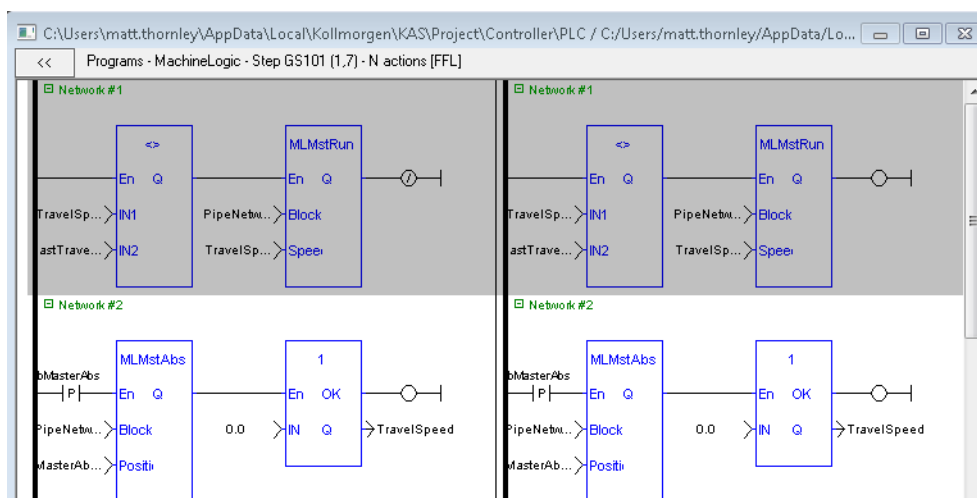 C:\Users\matt.thornley\AppData\Local\Kollmorgen\KAS\Project\Controller\PLC / C:/Users/matt.thornley/AppData/Lo...
<< Programs - MachineLogic - Step GS101 (1,7) - N actions [FFL]
Network #1
<> MLMstRun
En Q En Q
TravelSp... IN1 PipeNetw... Block
astTrave... IN2 TravelSp... Spee
Network #2
MLMstAbs 1
bMasterAbs
P En Q En OK
PipeNetw... Block 0.0 IN Q TravelSpeed
MasterAb... Positi
Network #1
<> MLMstRun
En Q En Q
TravelSp... IN1 PipeNetw... Block
astTrave... IN2 TravelSp... Spee
Network #2
MLMstAbs 1
bMasterAbs
P En Q En OK
PipeNetw... Block 0.0 IN Q TravelSpeed
MasterAb... Positi